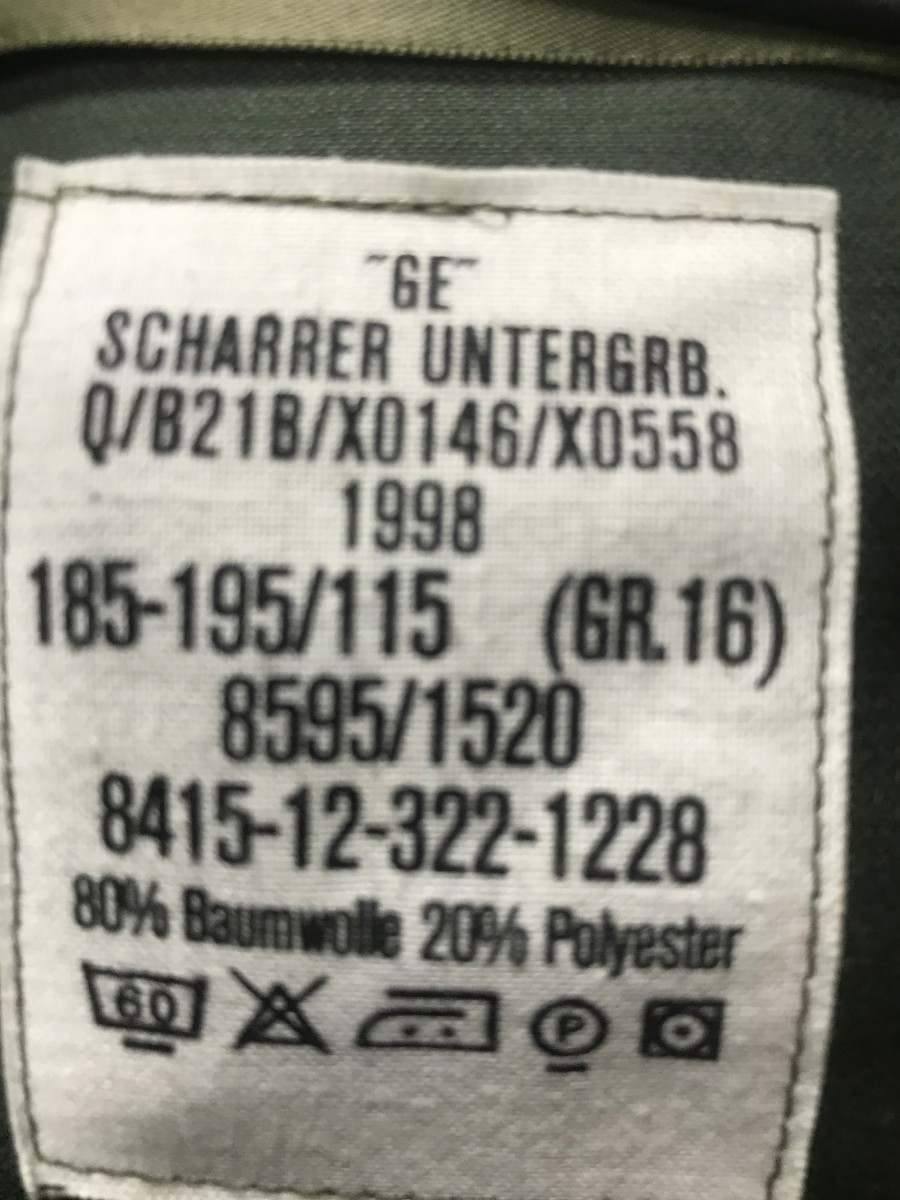 "GE"
SCHARRER UNTERGRB.
Q/B21B/X0146/X0558
1998
185-195/115 (GR.16)
8595/1520
8415-12-322-1228
80% Baumwolle 20% Polyester
60 P